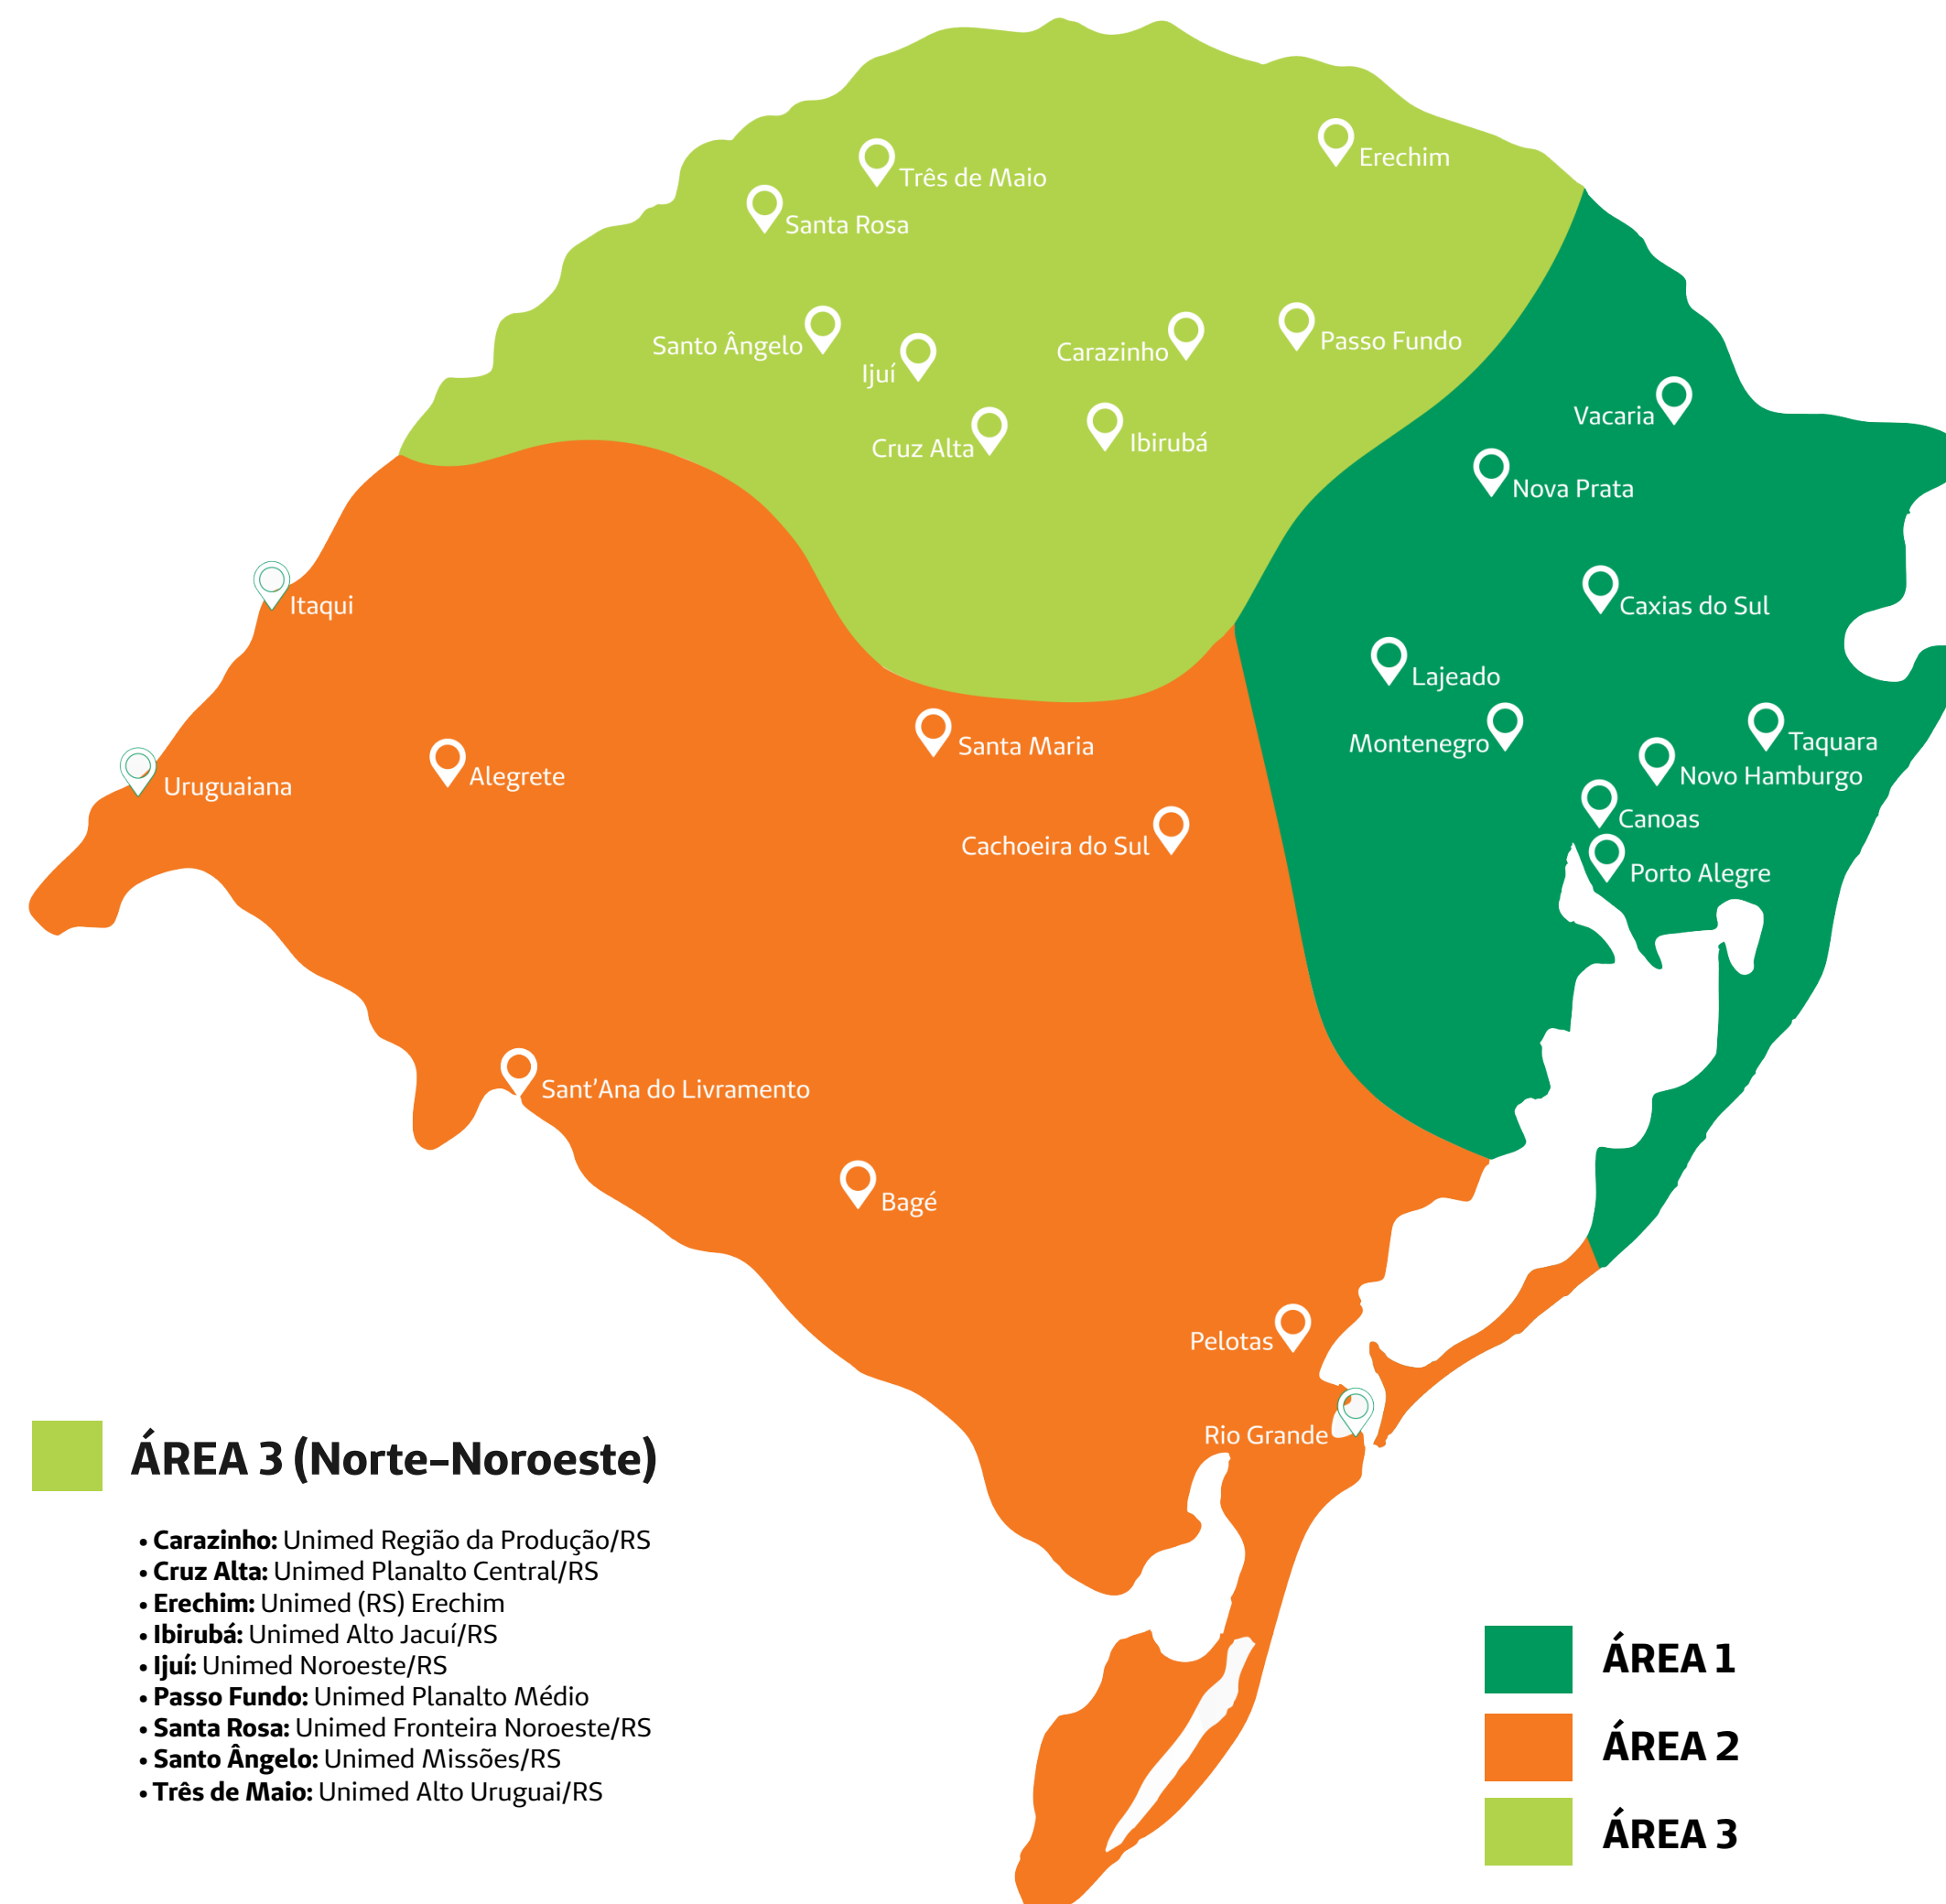 Erechim
Três de Maio
Santa Rosa
Passo Fundo
Santo Ângelo
Carazinho
Ijuí
Vacaria
Ibirubá
Cruz Alta
Nova Prata
Itaqui
Caxias do Sul
Lajeado
Taquara
Montenegro
Santa Maria
Novo Hamburgo
Alegrete
Uruguaiana
Canoas
Cachoeira do Sul
Porto Alegre
Sant’Ana do Livramento
Bagé
Pelotas
Rio Grande
ÁREA 3 (Norte–Noroeste)
• Carazinho: Unimed Região da Produção/RS
• Cruz Alta: Unimed Planalto Central/RS
• Erechim: Unimed (RS) Erechim
• Ibirubá: Unimed Alto Jacuí/RS
• Ijuí: Unimed Noroeste/RS
• Passo Fundo: Unimed Planalto Médio
• Santa Rosa: Unimed Fronteira Noroeste/RS
• Santo Ângelo: Unimed Missões/RS
• Três de Maio: Unimed Alto Uruguai/RS
ÁREA 1
ÁREA 2
ÁREA 3